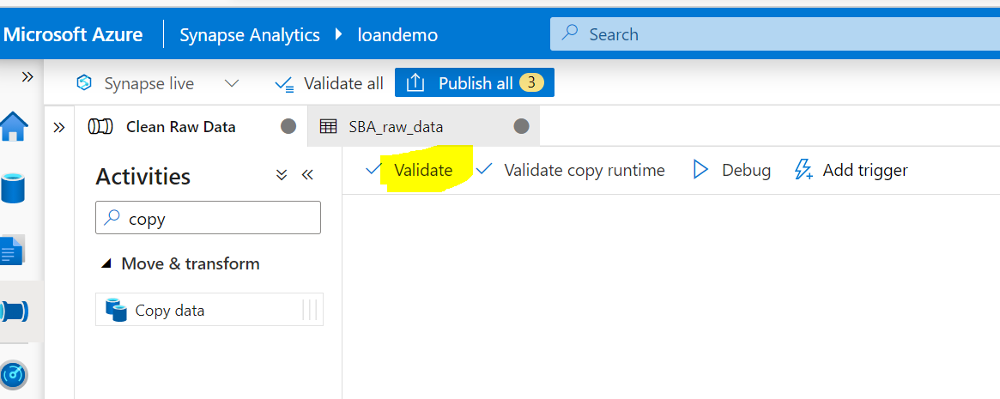 Microsoft Azure Synapse Analytics loandemo Search
Synapse live Validate all Publish all 3
Clean Raw Data SBA_raw_data
Activities
Validate Validate copy runtime Debug Add trigger
copy
Move & transform
Copy data